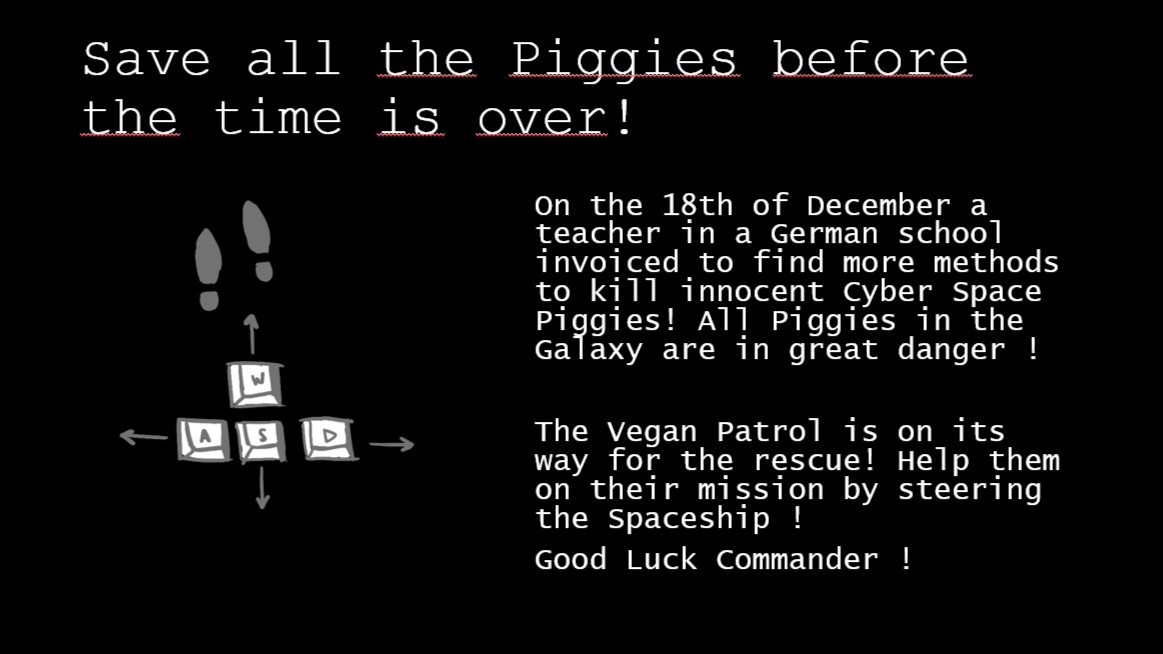 Save all the Piggies before
the time is over!
On the 18th of December a
teacher in a German school
invoiced to find more methods
to kill innocent Cyber Space
Piggies! All Piggies in the
Galaxy are in great danger !
The Vegan Patrol is on its
way for the rescue! Help them
on their mission by steering
the Spaceship !
Good Luck Commander !
W
A S D